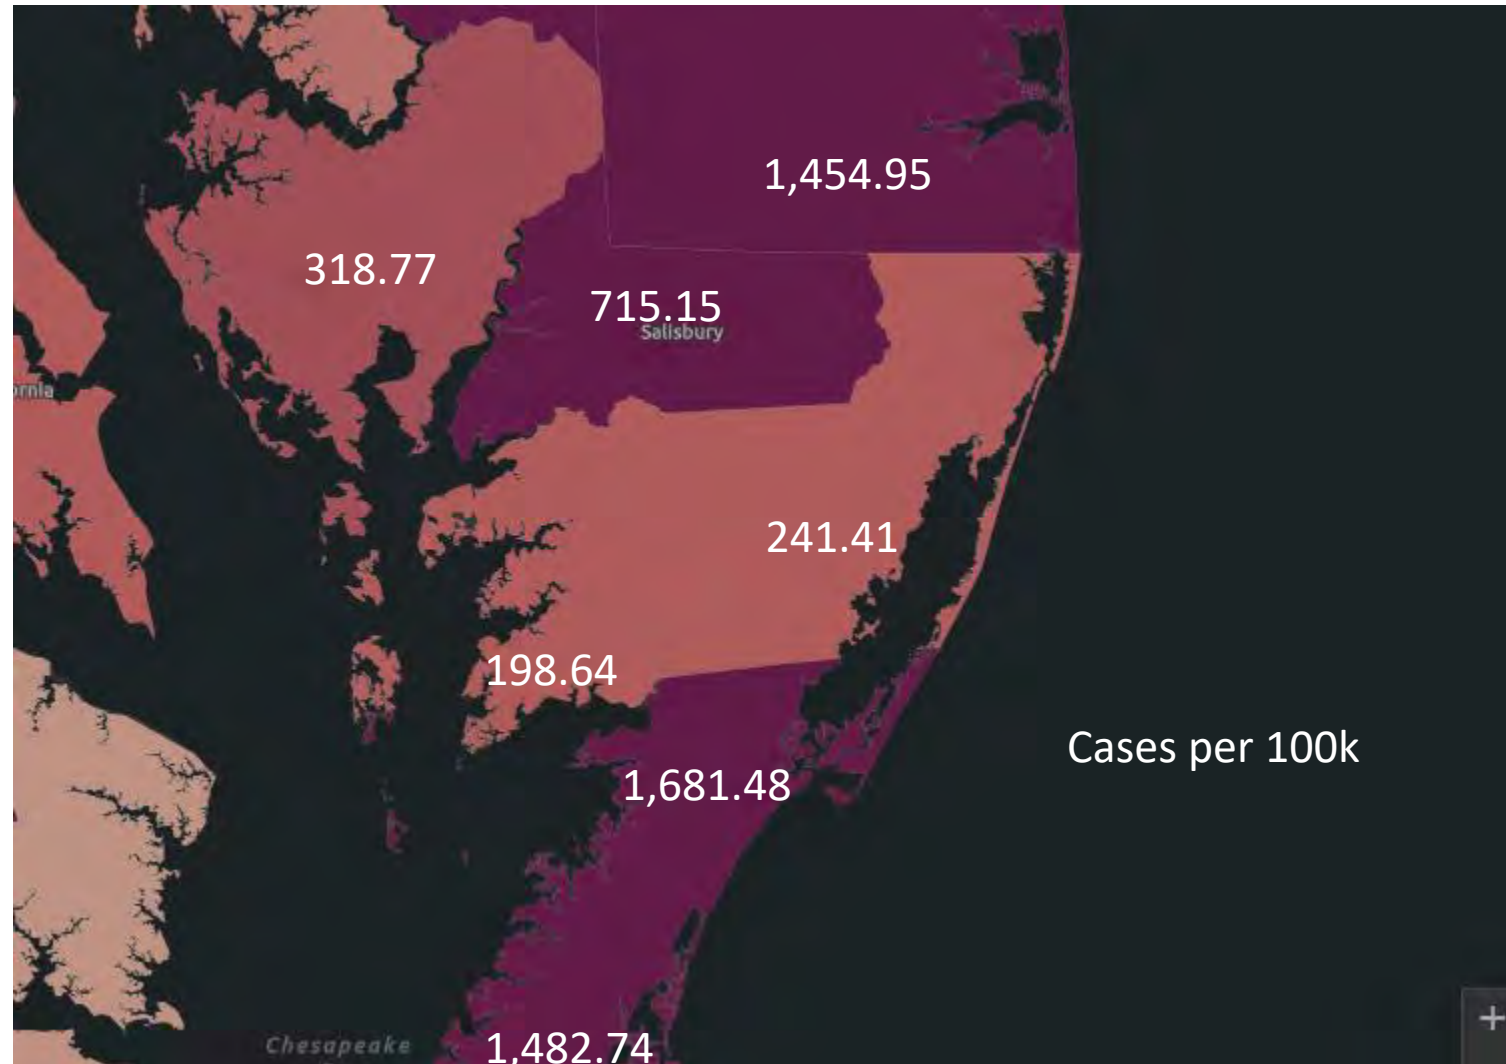 1,454.95
318.77
715.15
Salisbury
ornia
241.41
198.64
Cases per 100k
1,681.48
Chesapeake
1,482.74
+